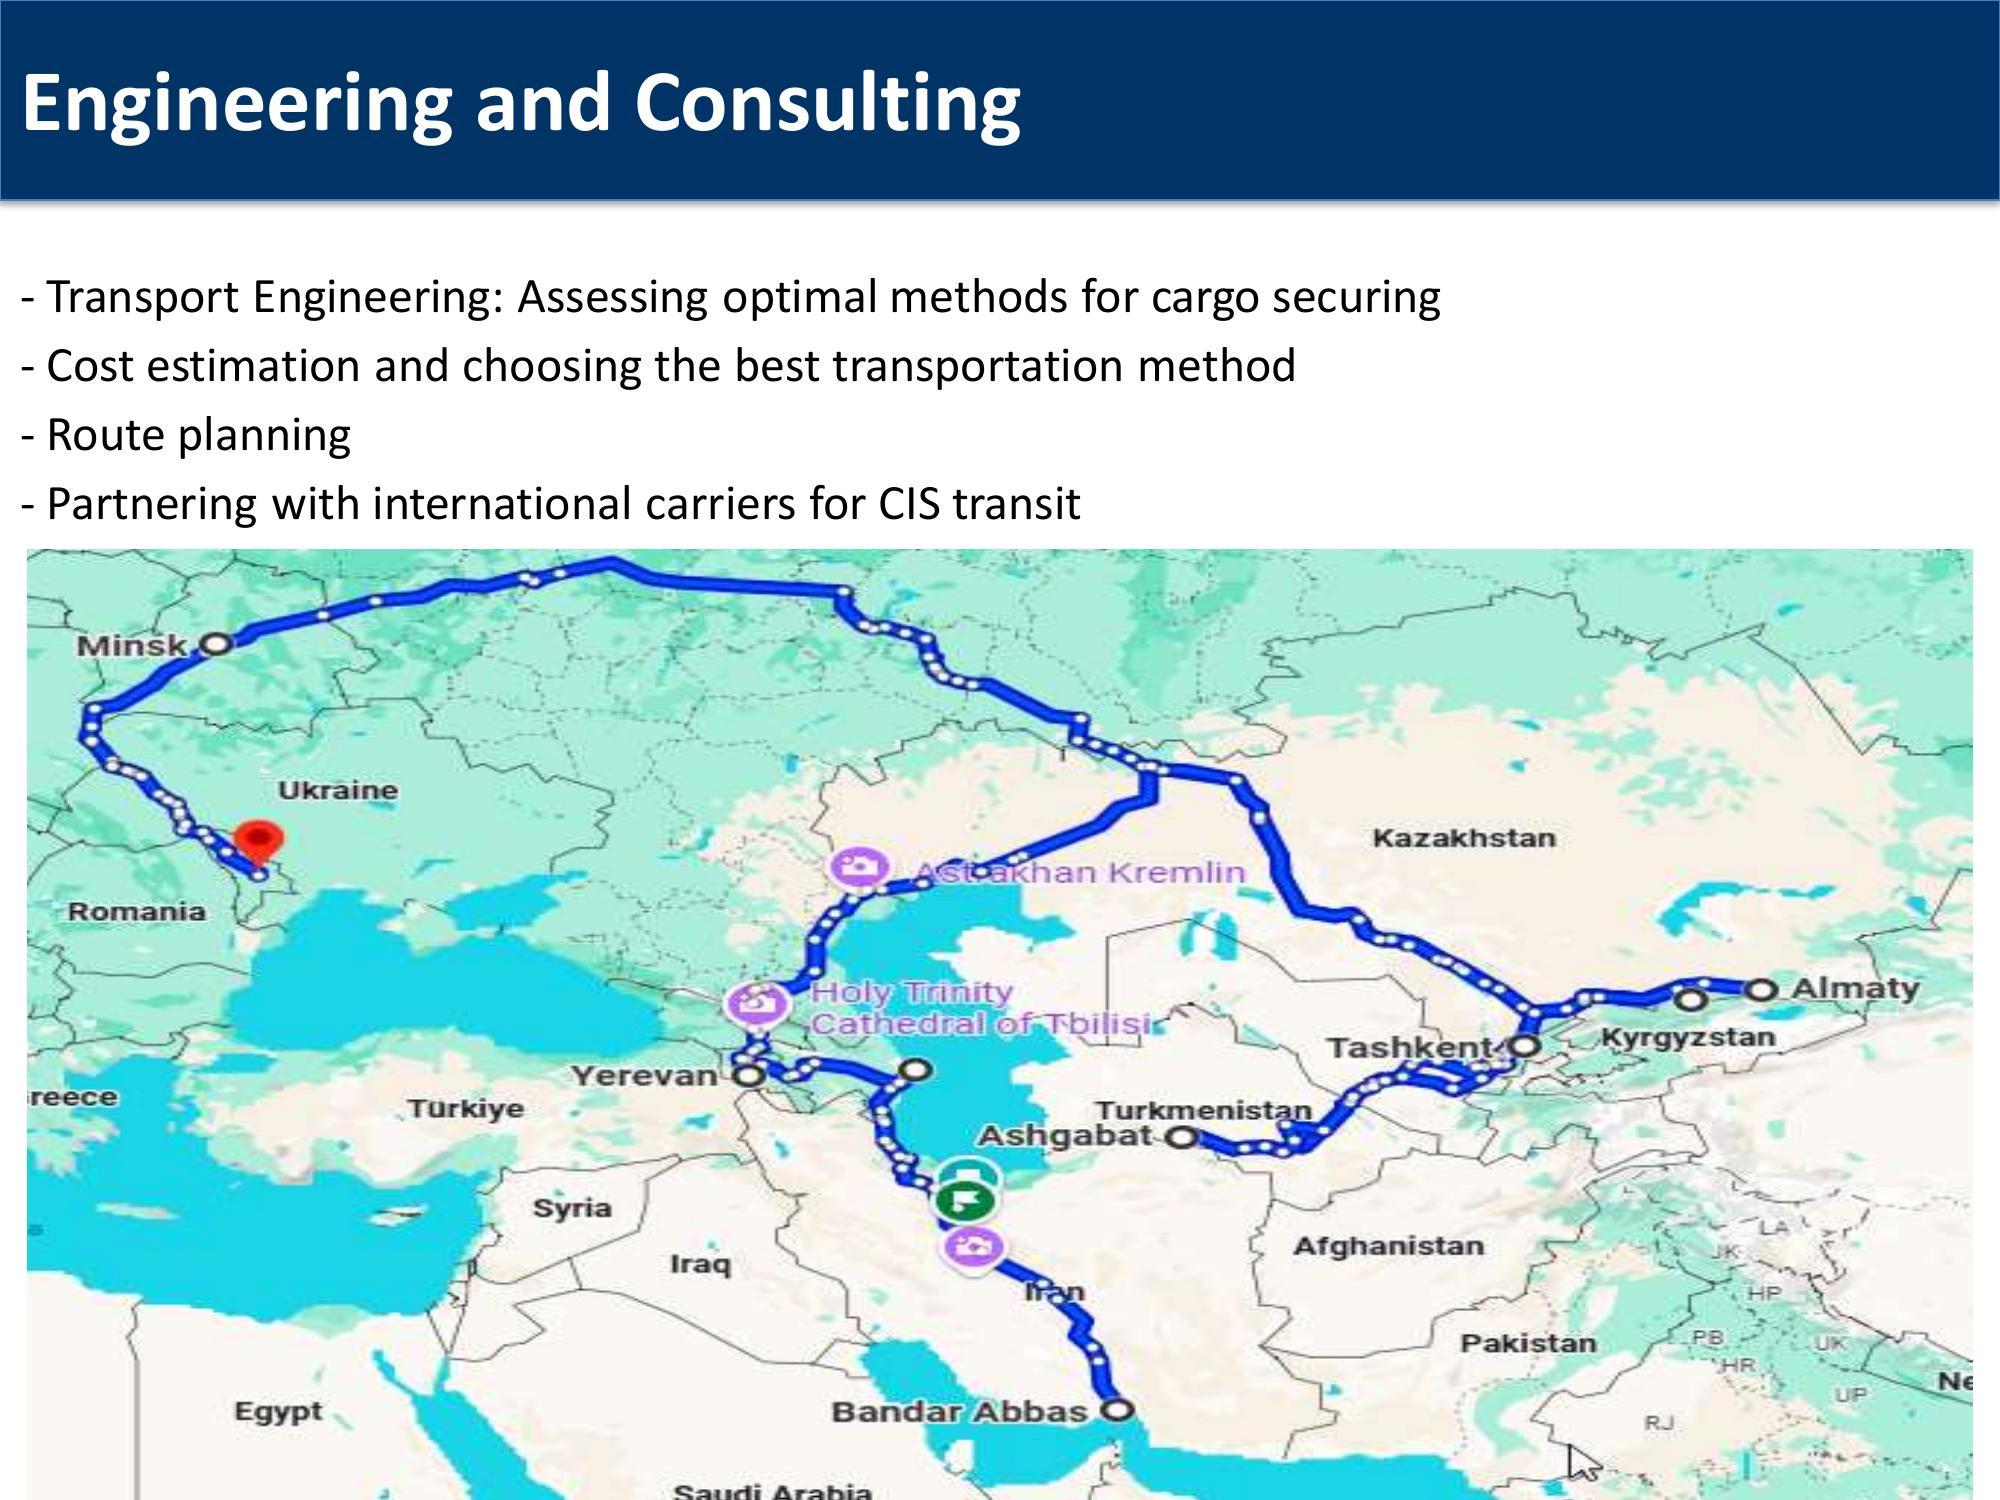 Engineering and Consulting
- Transport Engineering: Assessing optimal methods for cargo securing
- Cost estimation and choosing the best transportation method
- Route planning
- Partnering with international carriers for CIS transit
Minsk
Ukraine
Kazakhstan
Astrakhan Kremlin
Romania
Holy Trinity
Cathedral of Tbilisi
Almaty
Kyrgyzstan
Tashkent
Yerevan
reece
Türkiye
Turkmenistan
Ashgabat
Syria
Iraq
Afghanistan
LA
JK
Iran
HP
Pakistan
PB
UK
HR
Ne
UP
Egypt
Bandar Abbas
RJ
Saudi Arabia